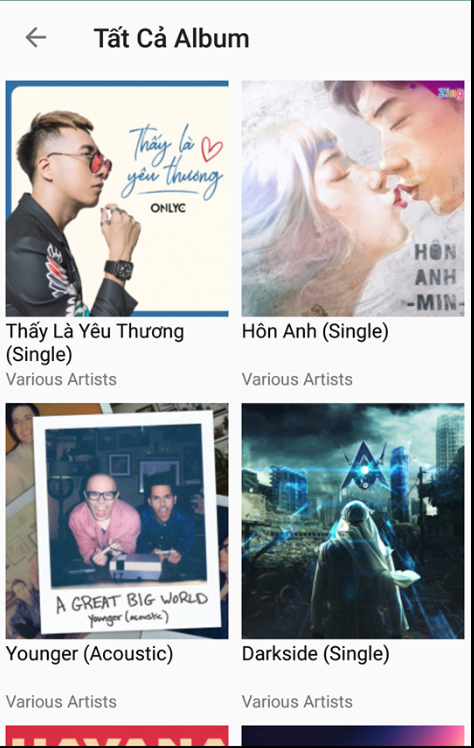 Tất Cả Album
Thấy là
yêu thương
ONLYC
Zing
HÔN
ANH
-MIN-
Thấy Là Yêu Thương
(Single)
Various Artists
Hôn Anh (Single)
Various Artists
A GREAT BIG WORLD
younger (acoustic)
Younger (Acoustic)
Various Artists
Darkside (Single)
Various Artists
HAVANA